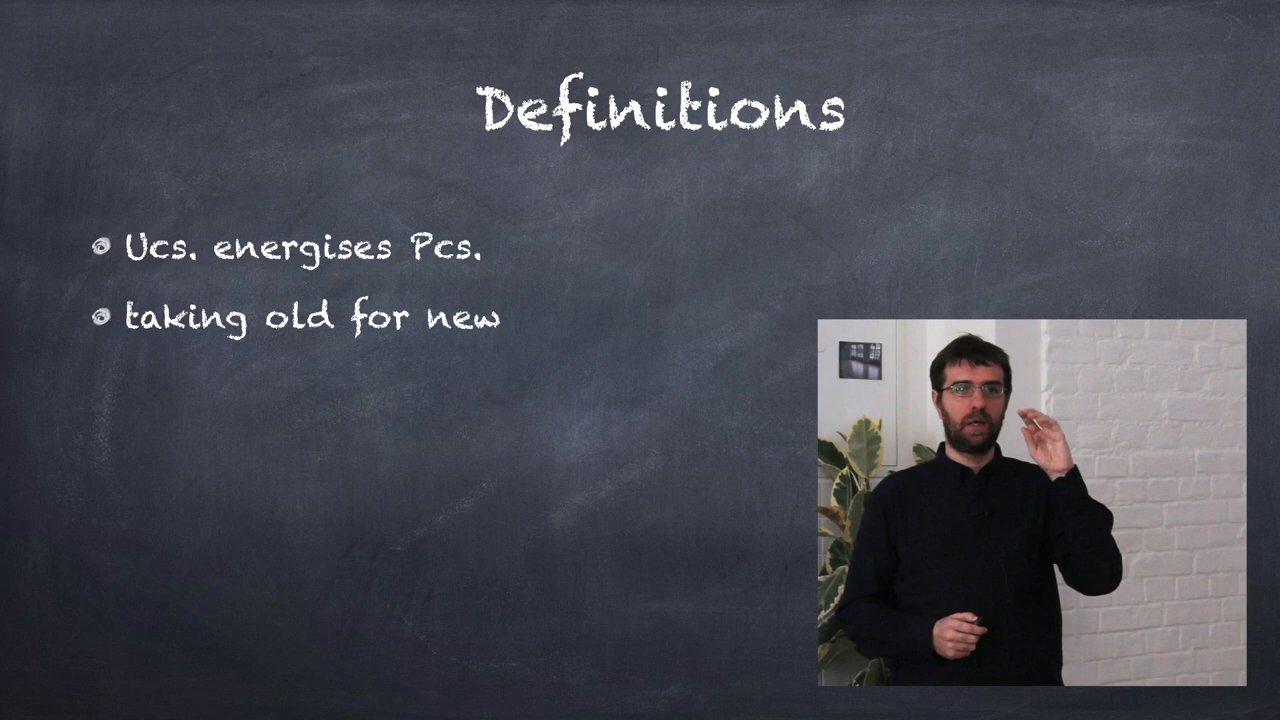 Definitions
Ucs. energises Pcs.
taking old for new